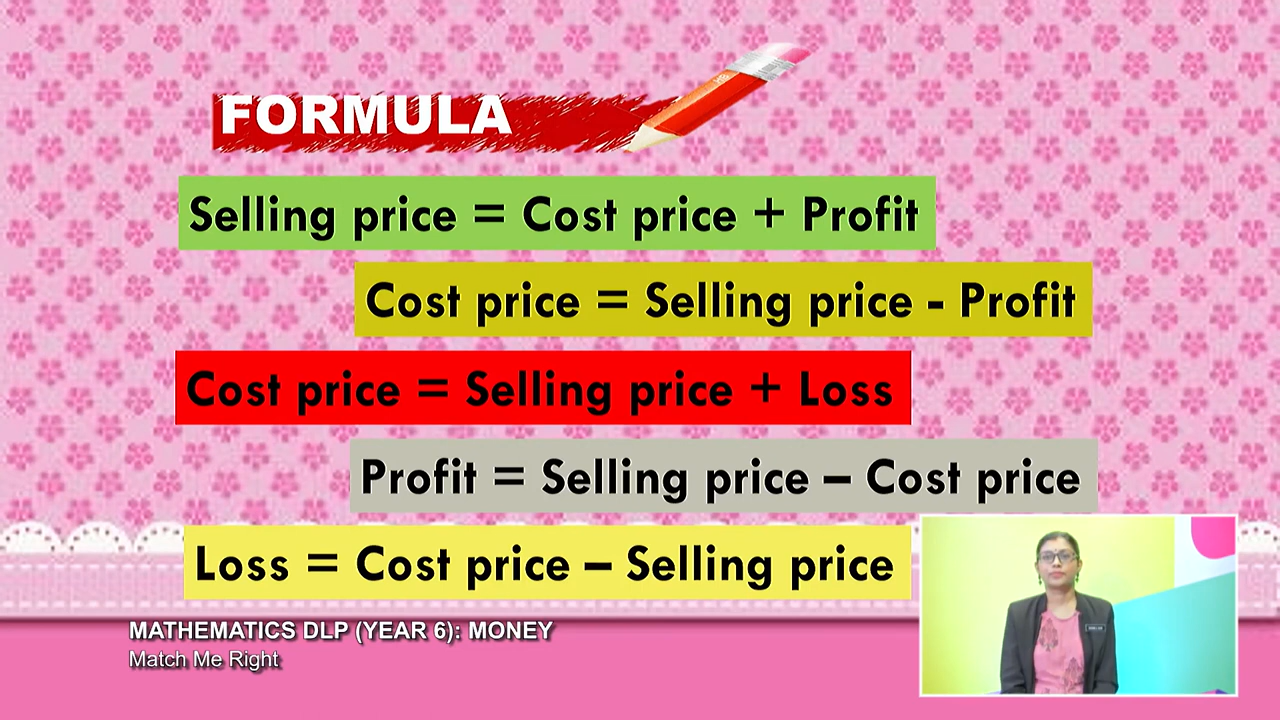 FORMULA
Selling price = Cost price + Profit
Cost price = Selling price - Profit
Cost price = Selling price + Loss
Profit = Selling price – Cost price
Loss = Cost price – Selling price
MATHEMATICS DLP (YEAR 6): MONEY
Match Me Right